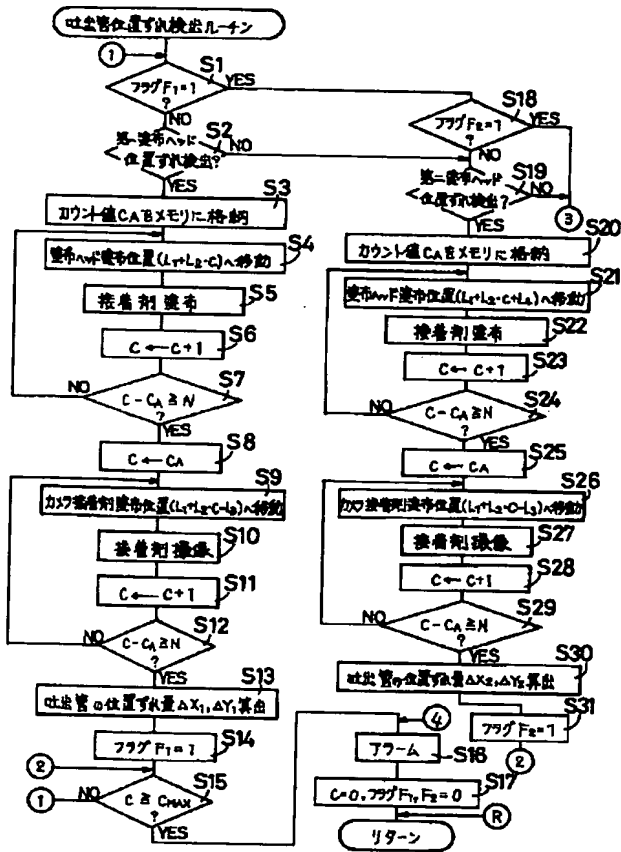 吐出管位置ずれ検出ルーチン
①
S1
フラグF₁=1
?
YES
NO
S2
第一塗布ヘッド
位置ずれ検出?
NO
YES
S3
カウント値CAをメモリに格納
S4
塗布ヘッド塗布位置(L₁+L₂·C)へ移動
S5
接着剤塗布
S6
C ← C+1
S7
NO
C-CA≧N
?
YES
S8
C ← CA
S9
カメラ接着剤塗布位置(L₁+L₂·C-L₃)へ移動
S10
接着剤撮像
S11
C ← C+1
S12
NO
C-CA≧N
?
YES
S13
吐出管の位置ずれ量ΔX₁,ΔY₁算出
S14
フラグF₁=1
②
S15
①
NO
C≧CMAX
?
YES
S18
フラグF₂=1
?
YES
NO
S19
第二塗布ヘッド
位置ずれ検出?
NO
③
YES
S20
カウント値CAをメモリに格納
S21
塗布ヘッド塗布位置(L₁+L₂·C+L₄)へ移動
S22
接着剤塗布
S23
C ← C+1
S24
NO
C-CA≧N
?
YES
S25
C ← CA
S26
カメラ接着剤塗布位置(L₁+L₂·C-L₃)へ移動
S27
接着剤撮像
S28
C ← C+1
S29
NO
C-CA≧N
?
YES
S30
吐出管の位置ずれ量ΔX₂,ΔY₂算出
S31
フラグF₂=1
②
④
アラーム
S16
S17
C=0,フラグF₁,F₂=0
Ⓡ
リターン